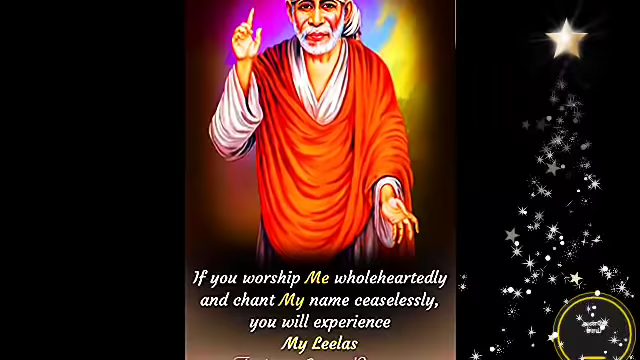 If you worship Me wholeheartedly
and chant My name ceaselessly,
you will experience
My Leelas